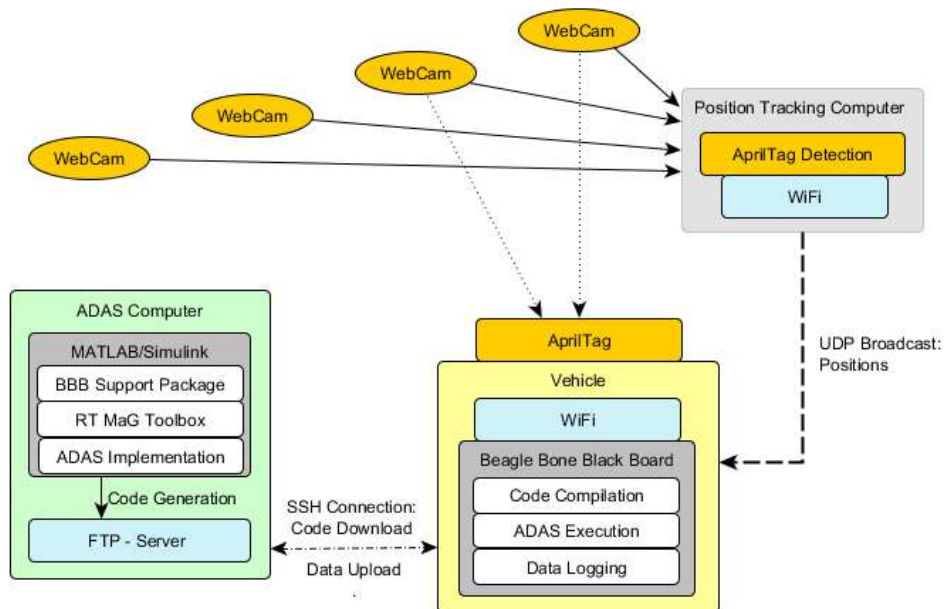 WebCam
WebCam
WebCam
WebCam
Position Tracking Computer
AprilTag Detection
WiFi
UDP Broadcast:
Positions
ADAS Computer
MATLAB/Simulink
BBB Support Package
RT MaG Toolbox
ADAS Implementation
Code Generation
FTP - Server
SSH Connection:
Code Download
Data Upload
.
AprilTag
Vehicle
WiFi
Beagle Bone Black Board
Code Compilation
ADAS Execution
Data Logging